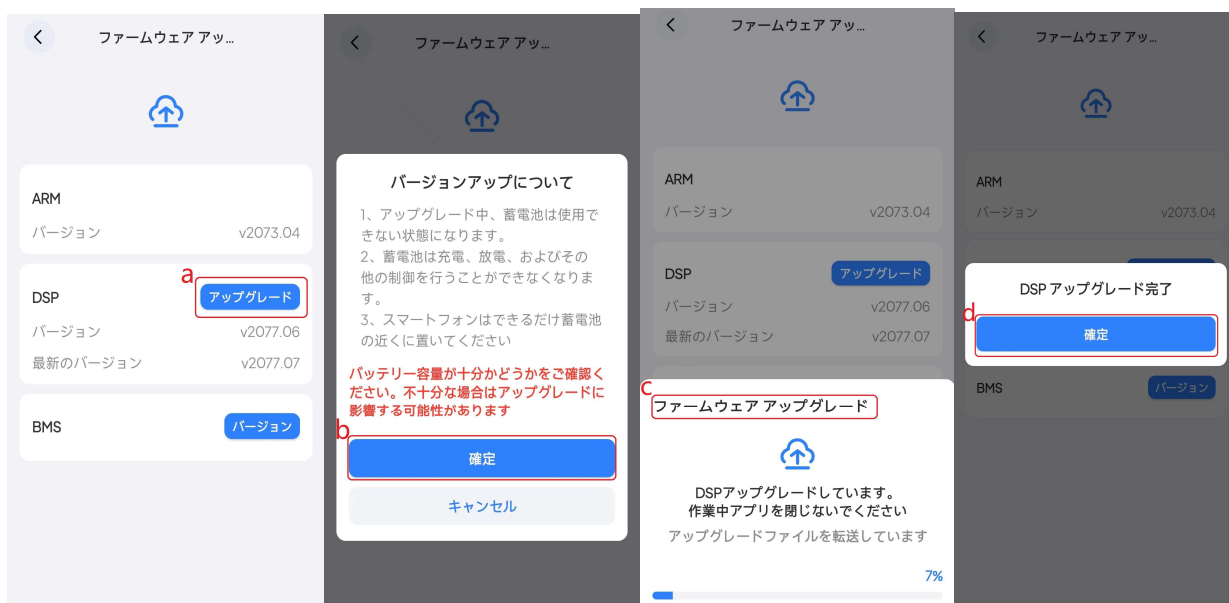 ファームウェア アッ...
ARM
バージョン v2073.04
a
DSP アップグレード
バージョン v2077.06
最新のバージョン v2077.07
BMS バージョン
ファームウェア アッ...
バージョンアップについて
1、アップグレード中、蓄電池は使用で
きない状態になります。
2、蓄電池は充電、放電、およびその
他の制御を行うことができなくなりま
す。
3、スマートフォンはできるだけ蓄電池
の近くに置いてください
バッテリー容量が十分かどうかをご確認く
ださい。不十分な場合はアップグレードに
影響する可能性があります
b
確定
キャンセル
ファームウェア アッ...
ARM
バージョン v2073.04
DSP アップグレード
バージョン v2077.06
最新のバージョン v2077.07
c
ファームウェア アップグレード
DSPアップグレードしています。
作業中アプリを閉じないでください
アップグレードファイルを転送しています
7%
ファームウェア アッ...
ARM
バージョン v2073.04
DSP アップグレード完了
d
確定
BMS バージョン